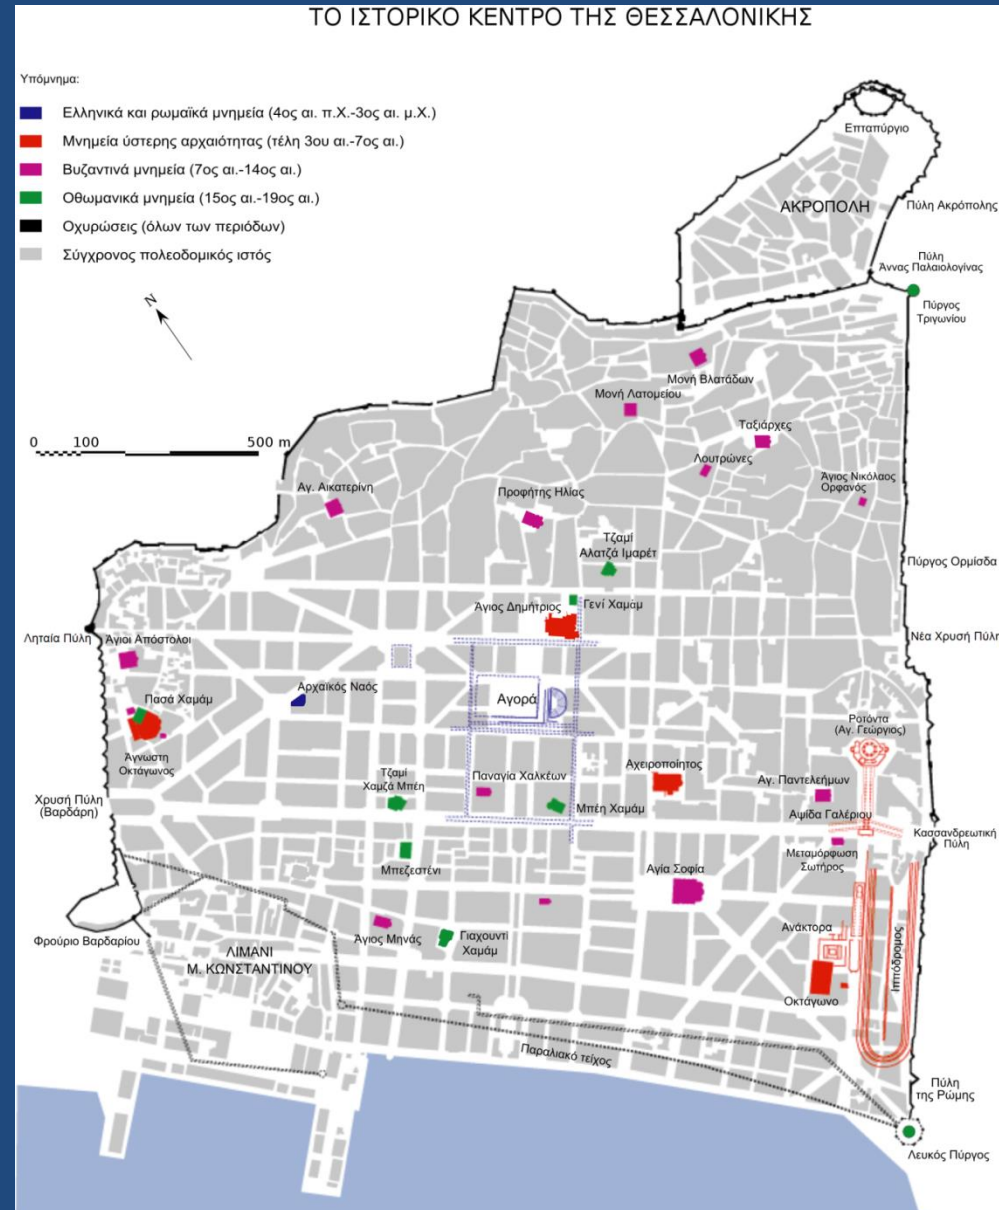 ΤΟ ΙΣΤΟΡΙΚΟ ΚΕΝΤΡΟ ΤΗΣ ΘΕΣΣΑΛΟΝΙΚΗΣ
Υπόμνημα:
Ελληνικά και ρωμαϊκά μνημεία (4ος αι. π.Χ.-3ος αι. μ.Χ.)
Μνημεία ύστερης αρχαιότητας (τέλη 3ου αι.-7ος αι.)
Βυζαντινά μνημεία (7ος αι.-14ος αι.)
Οθωμανικά μνημεία (15ος αι.-19ος αι.)
Οχυρώσεις (όλων των περιόδων)
Σύγχρονος πολεοδομικός ιστός
N
0 100 500 m
Επταπύργιο
ΑΚΡΟΠΟΛΗ
Πύλη Ακρόπολης
Πύλη
Άννας Παλαιολογίνας
Πύργος
Τριγωνίου
Μονή Βλατάδων
Μονή Λατομείου
Ταξιάρχες
Λουτρώνες
Άγιος Νικόλαος
Ορφανός
Αγ. Αικατερίνη
Προφήτης Ηλίας
Τζαμί
Αλατζά Ιμαρέτ
Πύργος Ορμίσδα
Άγιος Δημήτριος
Γενί Χαμάμ
Ληταία Πύλη
Άγιοι Απόστολοι
Νέα Χρυσή Πύλη
Πασά Χαμάμ
Αρχαικός Ναός
Αγορά
Ροτόντα
(Αγ. Γεώργιος)
Άγνωστη
Οκτάγωνος
Τζαμί
Χαμζά Μπέη
Παναγία Χαλκέων
Αχειροποίητος
Αγ. Παντελεήμων
Χρυσή Πύλη
(Βαρδάρη)
Μπέη Χαμάμ
Αψίδα Γαλέριου
Κασσανδρεωτική
Πύλη
Μπεζεστένι
Μεταμόρφωση
Σωτήρος
Αγία Σοφία
Φρούριο Βαρδαρίου
Άγιος Μηνάς
Γιαχουντί
Χαμάμ
Ανάκτορα
Ιππόδρομος
ΛΙΜΑΝΙ
Μ. ΚΩΝΣΤΑΝΤΙΝΟΥ
Οκτάγωνο
Παραλιακό τείχος
Πύλη
της Ρώμης
Λευκός Πύργος